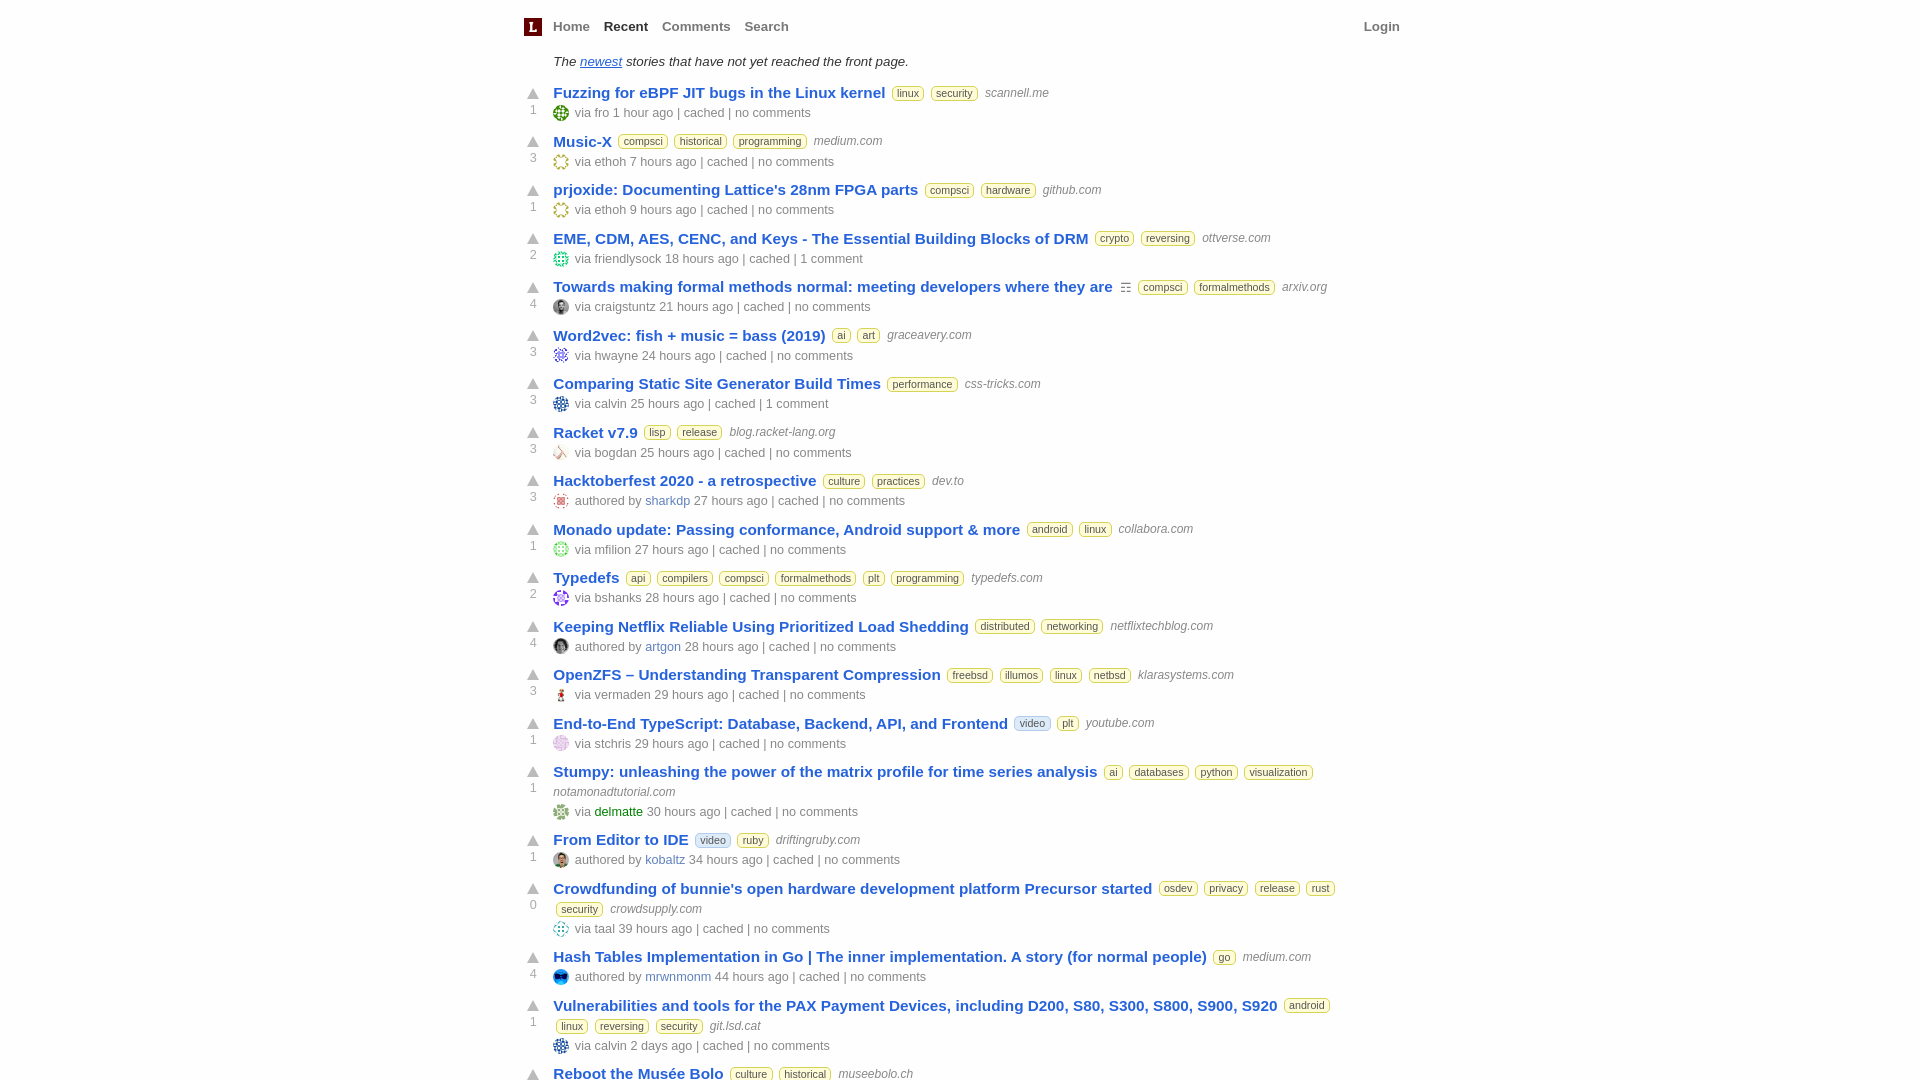 L Home Recent Comments Search Login
The newest stories that have not yet reached the front page.
Fuzzing for eBPF JIT bugs in the Linux kernel linux security scannell.me
1 via fro 1 hour ago | cached | no comments
Music-X compsci historical programming medium.com
3 via ethoh 7 hours ago | cached | no comments
prjoxide: Documenting Lattice's 28nm FPGA parts compsci hardware github.com
1 via ethoh 9 hours ago | cached | no comments
EME, CDM, AES, CENC, and Keys - The Essential Building Blocks of DRM crypto reversing ottverse.com
2 via friendlysock 18 hours ago | cached | 1 comment
Towards making formal methods normal: meeting developers where they are ☶ compsci formalmethods arxiv.org
4 via craigstuntz 21 hours ago | cached | no comments
Word2vec: fish + music = bass (2019) ai art graceavery.com
3 via hwayne 24 hours ago | cached | no comments
Comparing Static Site Generator Build Times performance css-tricks.com
3 via calvin 25 hours ago | cached | 1 comment
Racket v7.9 lisp release blog.racket-lang.org
3 via bogdan 25 hours ago | cached | no comments
Hacktoberfest 2020 - a retrospective culture practices dev.to
3 authored by sharkdp 27 hours ago | cached | no comments
Monado update: Passing conformance, Android support & more android linux collabora.com
1 via mfilion 27 hours ago | cached | no comments
Typedefs api compilers compsci formalmethods plt programming typedefs.com
2 via bshanks 28 hours ago | cached | no comments
Keeping Netflix Reliable Using Prioritized Load Shedding distributed networking netflixtechblog.com
4 authored by artgon 28 hours ago | cached | no comments
OpenZFS – Understanding Transparent Compression freebsd illumos linux netbsd klarasystems.com
3 via vermaden 29 hours ago | cached | no comments
End-to-End TypeScript: Database, Backend, API, and Frontend video plt youtube.com
1 via stchris 29 hours ago | cached | no comments
Stumpy: unleashing the power of the matrix profile for time series analysis ai databases python visualization
1 notamonadtutorial.com
via delmatte 30 hours ago | cached | no comments
From Editor to IDE video ruby driftingruby.com
1 authored by kobaltz 34 hours ago | cached | no comments
Crowdfunding of bunnie's open hardware development platform Precursor started osdev privacy release rust
0 security crowdsupply.com
via taal 39 hours ago | cached | no comments
Hash Tables Implementation in Go | The inner implementation. A story (for normal people) go medium.com
4 authored by mrwnmonm 44 hours ago | cached | no comments
Vulnerabilities and tools for the PAX Payment Devices, including D200, S80, S300, S800, S900, S920 android
1 linux reversing security git.lsd.cat
via calvin 2 days ago | cached | no comments
Reboot the Musée Bolo culture historical museebolo.ch